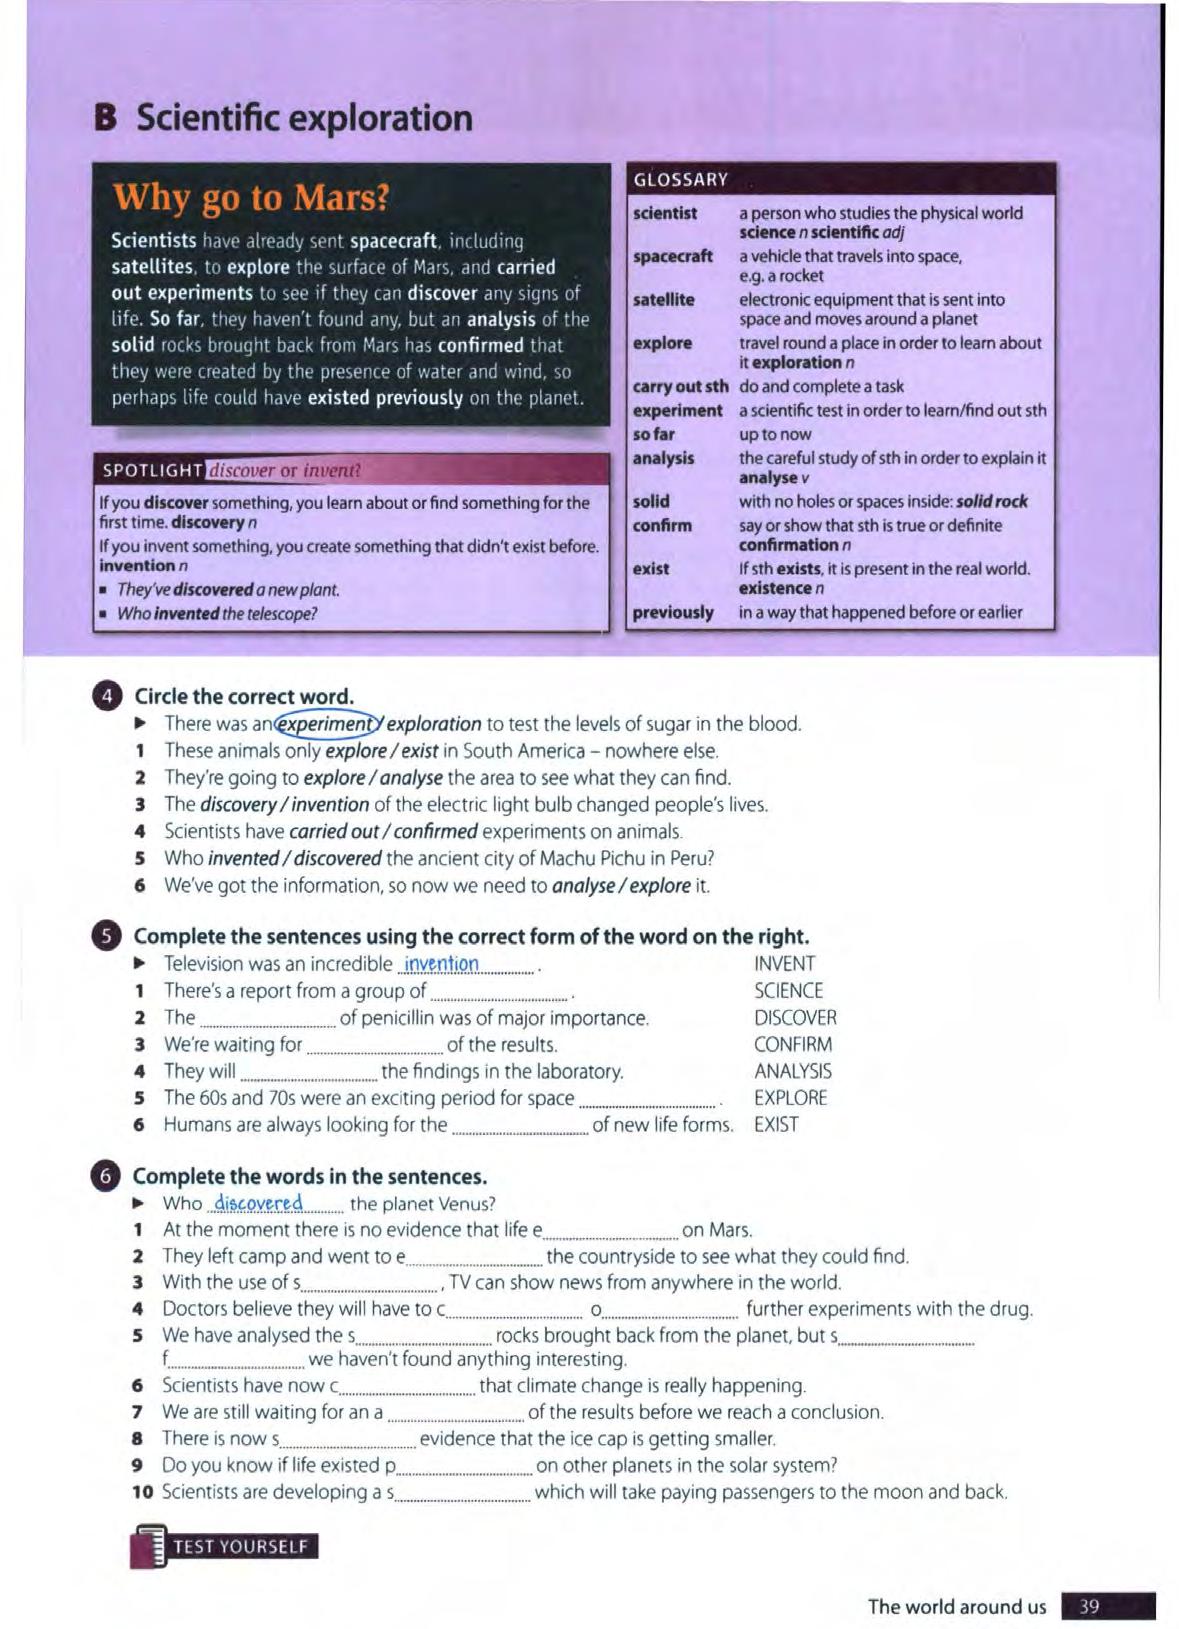 B Scientific exploration
Why go to Mars?
Scientists have already sent spacecraft, including
satellites, to explore the surface of Mars, and carried
out experiments to see if they can discover any signs of
life. So far, they haven't found any, but an analysis of the
solid rocks brought back from Mars has confirmed that
they were created by the presence of water and wind, so
perhaps life could have existed previously on the planet.
SPOTLIGHT discover or invent?
If you discover something, you learn about or find something for the
first time. discovery n
If you invent something, you create something that didn't exist before.
invention n
▪ They've discovered a new plant.
▪ Who invented the telescope?
GLOSSARY
scientist a person who studies the physical world
science n scientific adj
spacecraft a vehicle that travels into space,
e.g. a rocket
satellite electronic equipment that is sent into
space and moves around a planet
explore travel round a place in order to learn about
it exploration n
carry out sth do and complete a task
experiment a scientific test in order to learn/find out sth
so far up to now
analysis the careful study of sth in order to explain it
analyse v
solid with no holes or spaces inside: solid rock
confirm say or show that sth is true or definite
confirmation n
exist If sth exists, it is present in the real world.
existence n
previously in a way that happened before or earlier
4 Circle the correct word.
▶ There was an experiment / exploration to test the levels of sugar in the blood.
1 These animals only explore / exist in South America – nowhere else.
2 They're going to explore / analyse the area to see what they can find.
3 The discovery / invention of the electric light bulb changed people's lives.
4 Scientists have carried out / confirmed experiments on animals.
5 Who invented / discovered the ancient city of Machu Pichu in Peru?
6 We've got the information, so now we need to analyse / explore it.
5 Complete the sentences using the correct form of the word on the right.
▶ Television was an incredible invention . INVENT
1 There's a report from a group of ............ . SCIENCE
2 The ............ of penicillin was of major importance. DISCOVER
3 We're waiting for ............ of the results. CONFIRM
4 They will ............ the findings in the laboratory. ANALYSIS
5 The 60s and 70s were an exciting period for space ............ . EXPLORE
6 Humans are always looking for the ............ of new life forms. EXIST
6 Complete the words in the sentences.
▶ Who discovered the planet Venus?
1 At the moment there is no evidence that life e............ on Mars.
2 They left camp and went to e............ the countryside to see what they could find.
3 With the use of s............ , TV can show news from anywhere in the world.
4 Doctors believe they will have to c............ o............ further experiments with the drug.
5 We have analysed the s............ rocks brought back from the planet, but s............
f............ we haven't found anything interesting.
6 Scientists have now c............ that climate change is really happening.
7 We are still waiting for an a ............ of the results before we reach a conclusion.
8 There is now s............ evidence that the ice cap is getting smaller.
9 Do you know if life existed p............ on other planets in the solar system?
10 Scientists are developing a s............ which will take paying passengers to the moon and back.
TEST YOURSELF
The world around us 39